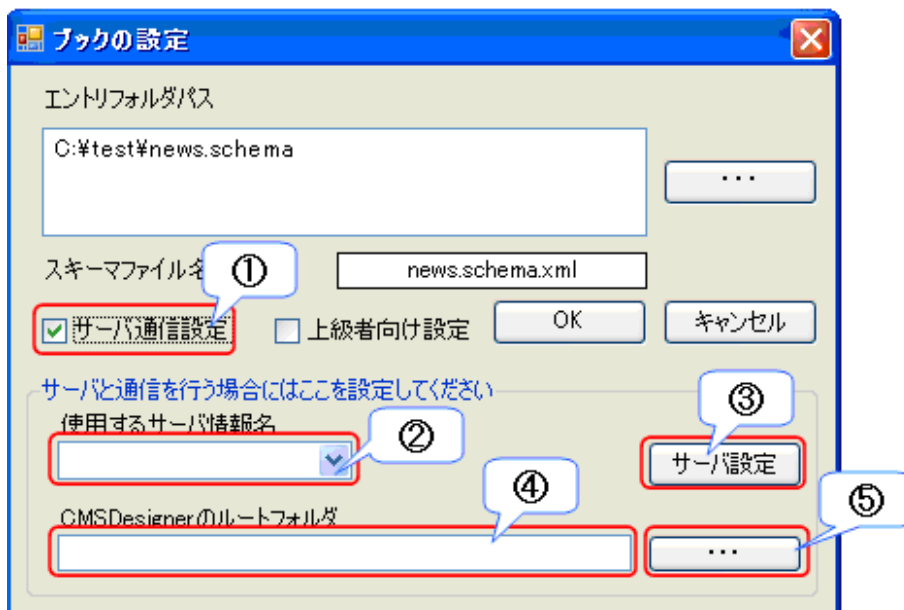 ブックの設定
エントリフォルダパス
C:¥test¥news.schema
...
スキーマファイル名
①
news.schema.xml
サーバ通信設定
上級者向け設定
OK
キャンセル
サーバと通信を行う場合にはここを設定してください
使用するサーバ情報名
②
③
サーバ設定
④
CMSDesignerのルートフォルダ
⑤
...